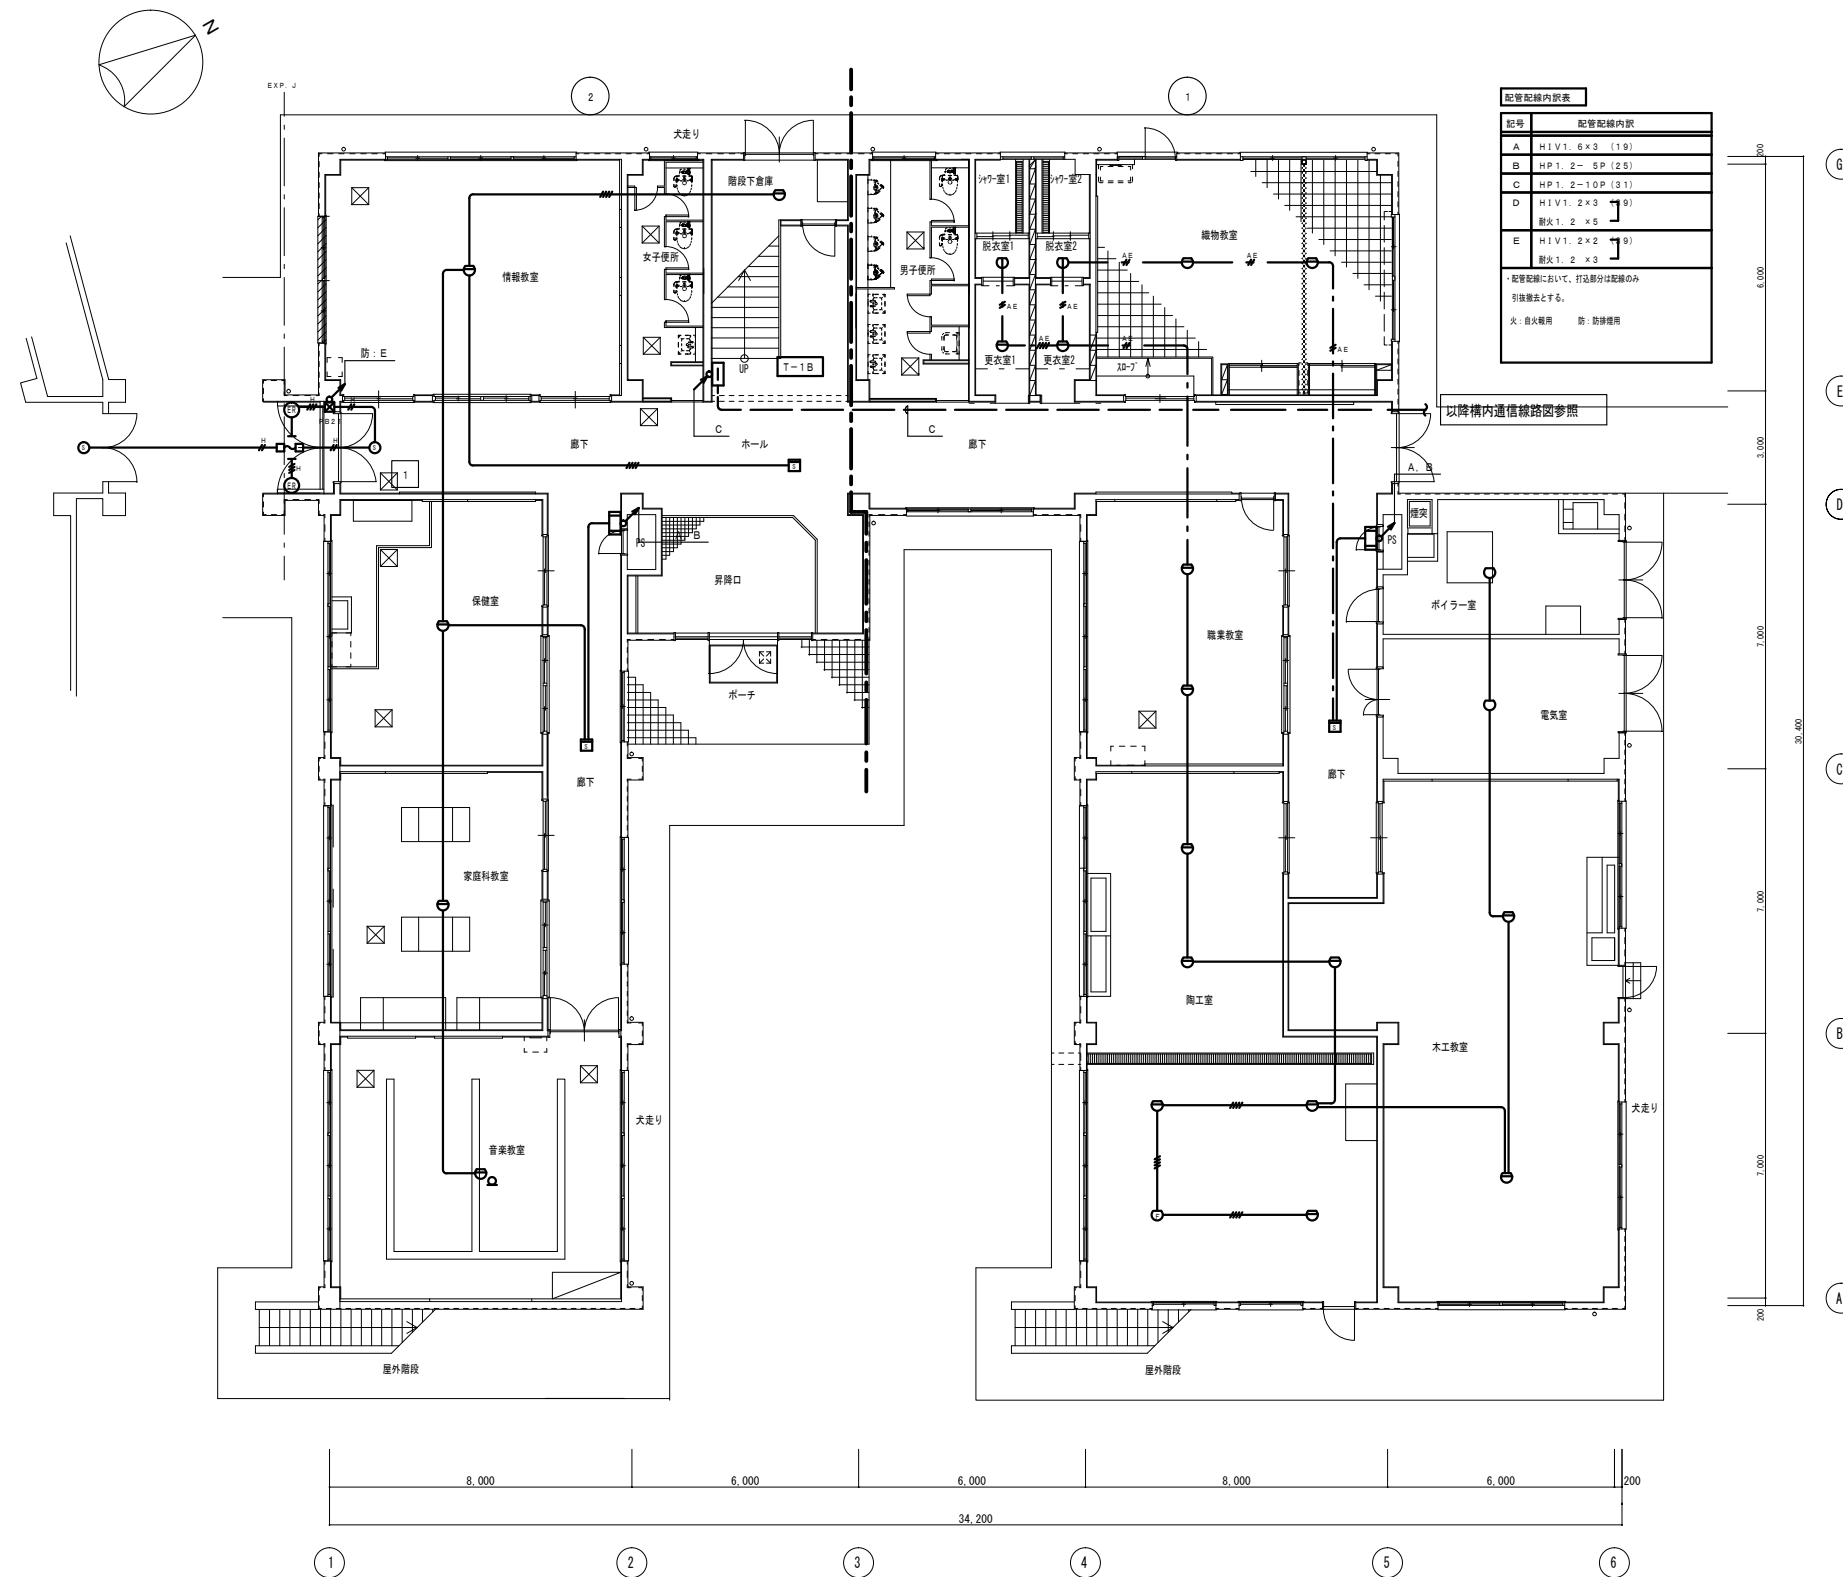 N
EXP. J
2
1
犬走り
配管配線内訳表
記号 配管配線内訳
A HIV1. 6×3 (19)
B HP1. 2− 5P (25)
C HP1. 2−10P (31)
D HIV1. 2×3
耐火1. 2 ×5
E HIV1. 2×2
耐火1. 2 ×3
・配管配線において、打込部分は配線のみ
引抜撤去とする。
火：自火報用 防：防排煙用
200
G
階段下倉庫
ｼｬﾜｰ室1
ｼｬﾜｰ室2
織物教室
情報教室
女子便所
男子便所
脱衣室1
脱衣室2
AE
AE
AE
AE
6,000
防：E
UP
T−1B
更衣室1
更衣室2
AE
AE
ｽﾛｰﾌﾟ
AE
E
ER
H
H
PB21
C
C
以降構内通信線路図参照
S
H
H
S
廊下
ホール
廊下
3,000
H
ER
1
S
A, B
D
PS
A, B
煙突
PS
昇降口
保健室
ボイラー室
職業教室
7,000
ポーチ
電気室
S
S
30,400
廊下
廊下
C
家庭科教室
7,000
陶工室
木工教室
B
犬走り
犬走り
音楽教室
7,000
F
A
200
屋外階段
屋外階段
8,000
6,000
6,000
8,000
6,000
200
34,200
1
2
3
4
5
6